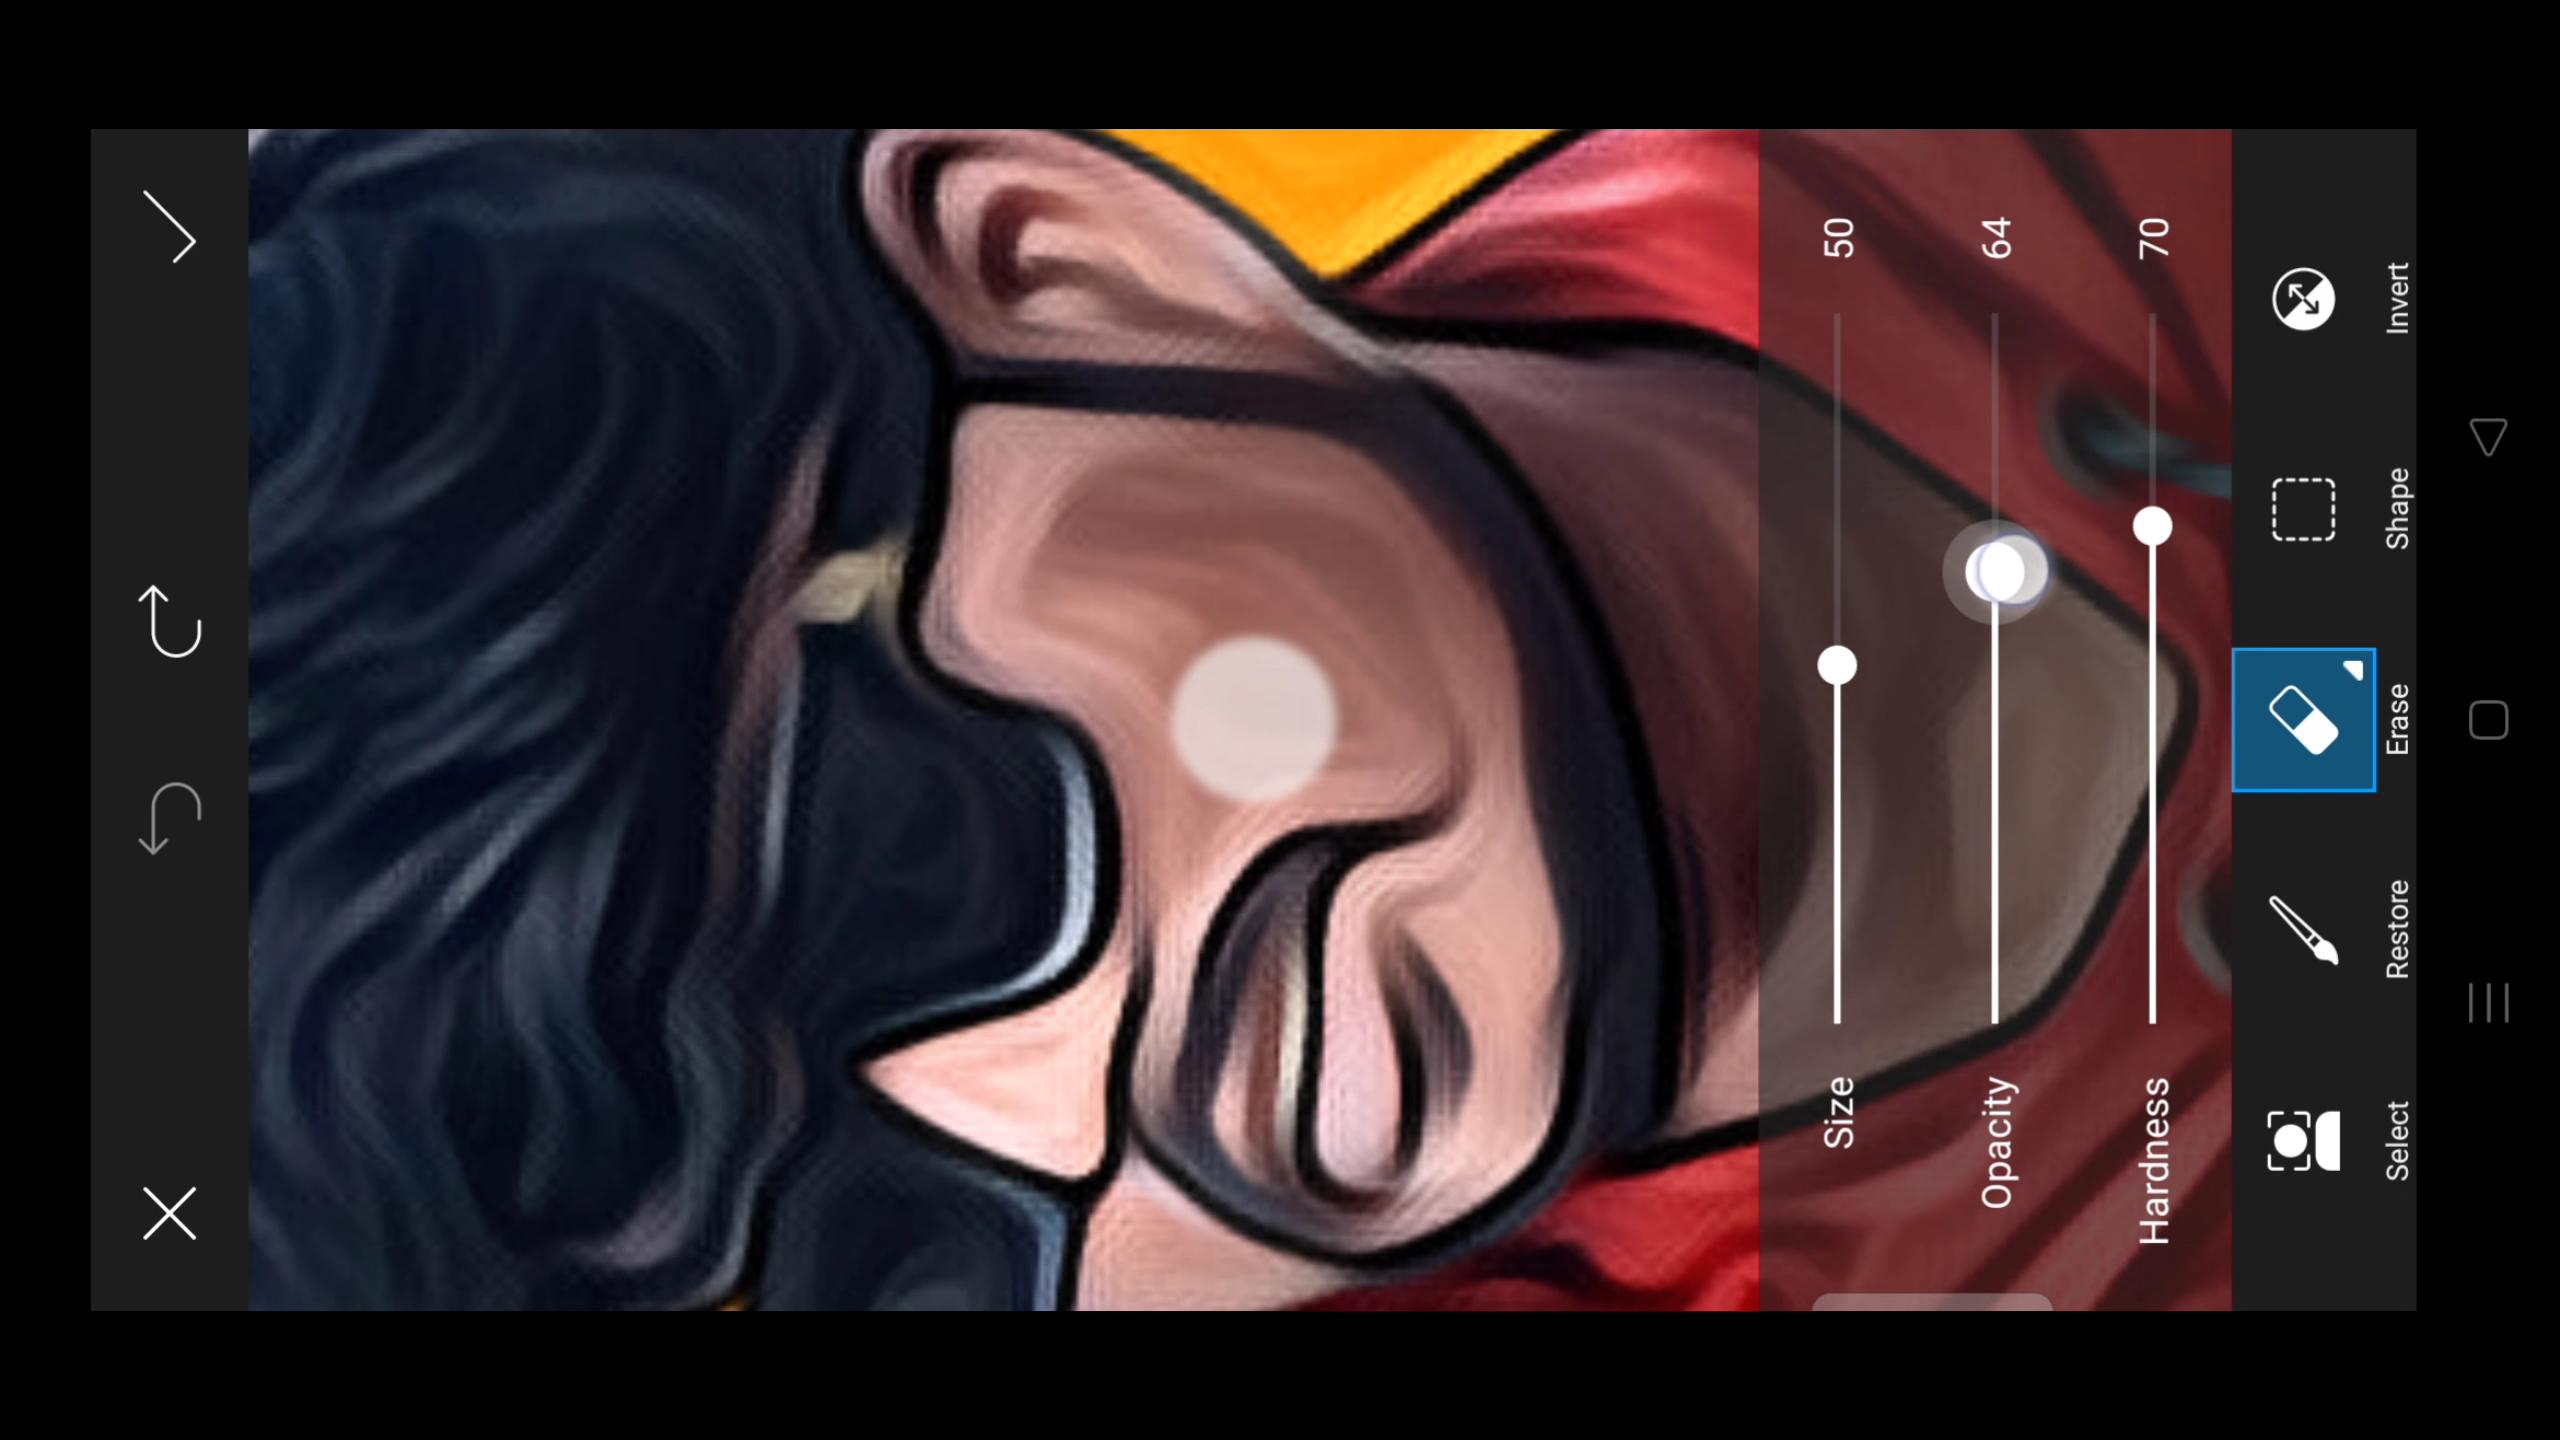 Size 50
Opacity 64
Hardness 70
Select
Restore
Erase
Shape
Invert